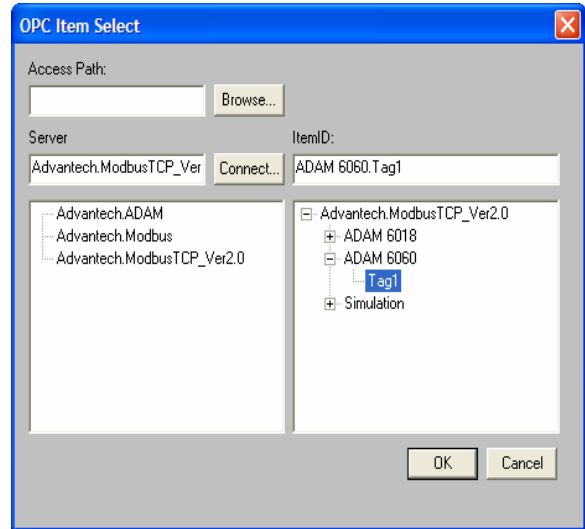 OPC Item Select
Access Path:
Browse...
Server
ItemID:
Advantech.ModbusTCP_Ver
Connect...
ADAM 6060.Tag1
Advantech.ADAM
Advantech.Modbus
Advantech.ModbusTCP_Ver2.0
Advantech.ModbusTCP_Ver2.0
ADAM 6018
ADAM 6060
Tag1
Simulation
OK
Cancel